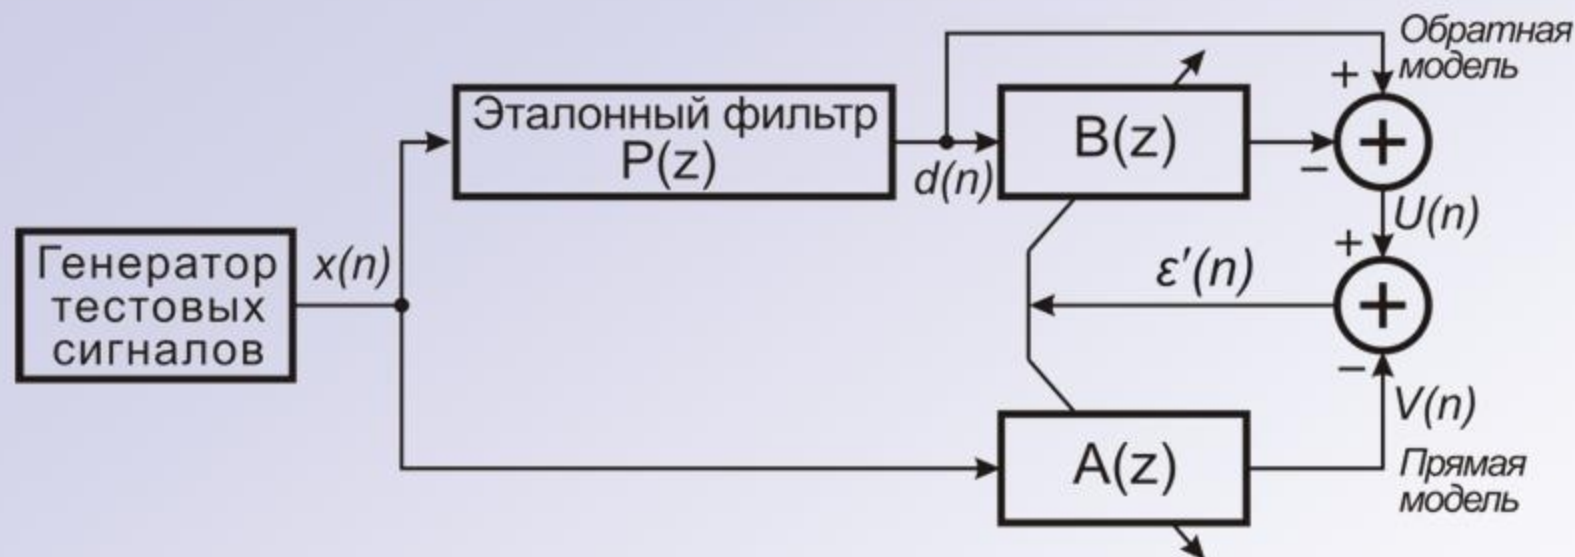 Обратная
модель
+
Эталонный фильтр
P(z)
d(n)
B(z)
+
−
U(n)
Генератор
тестовых
сигналов
x(n)
ε′(n)
+
+
−
V(n)
A(z)
Прямая
модель